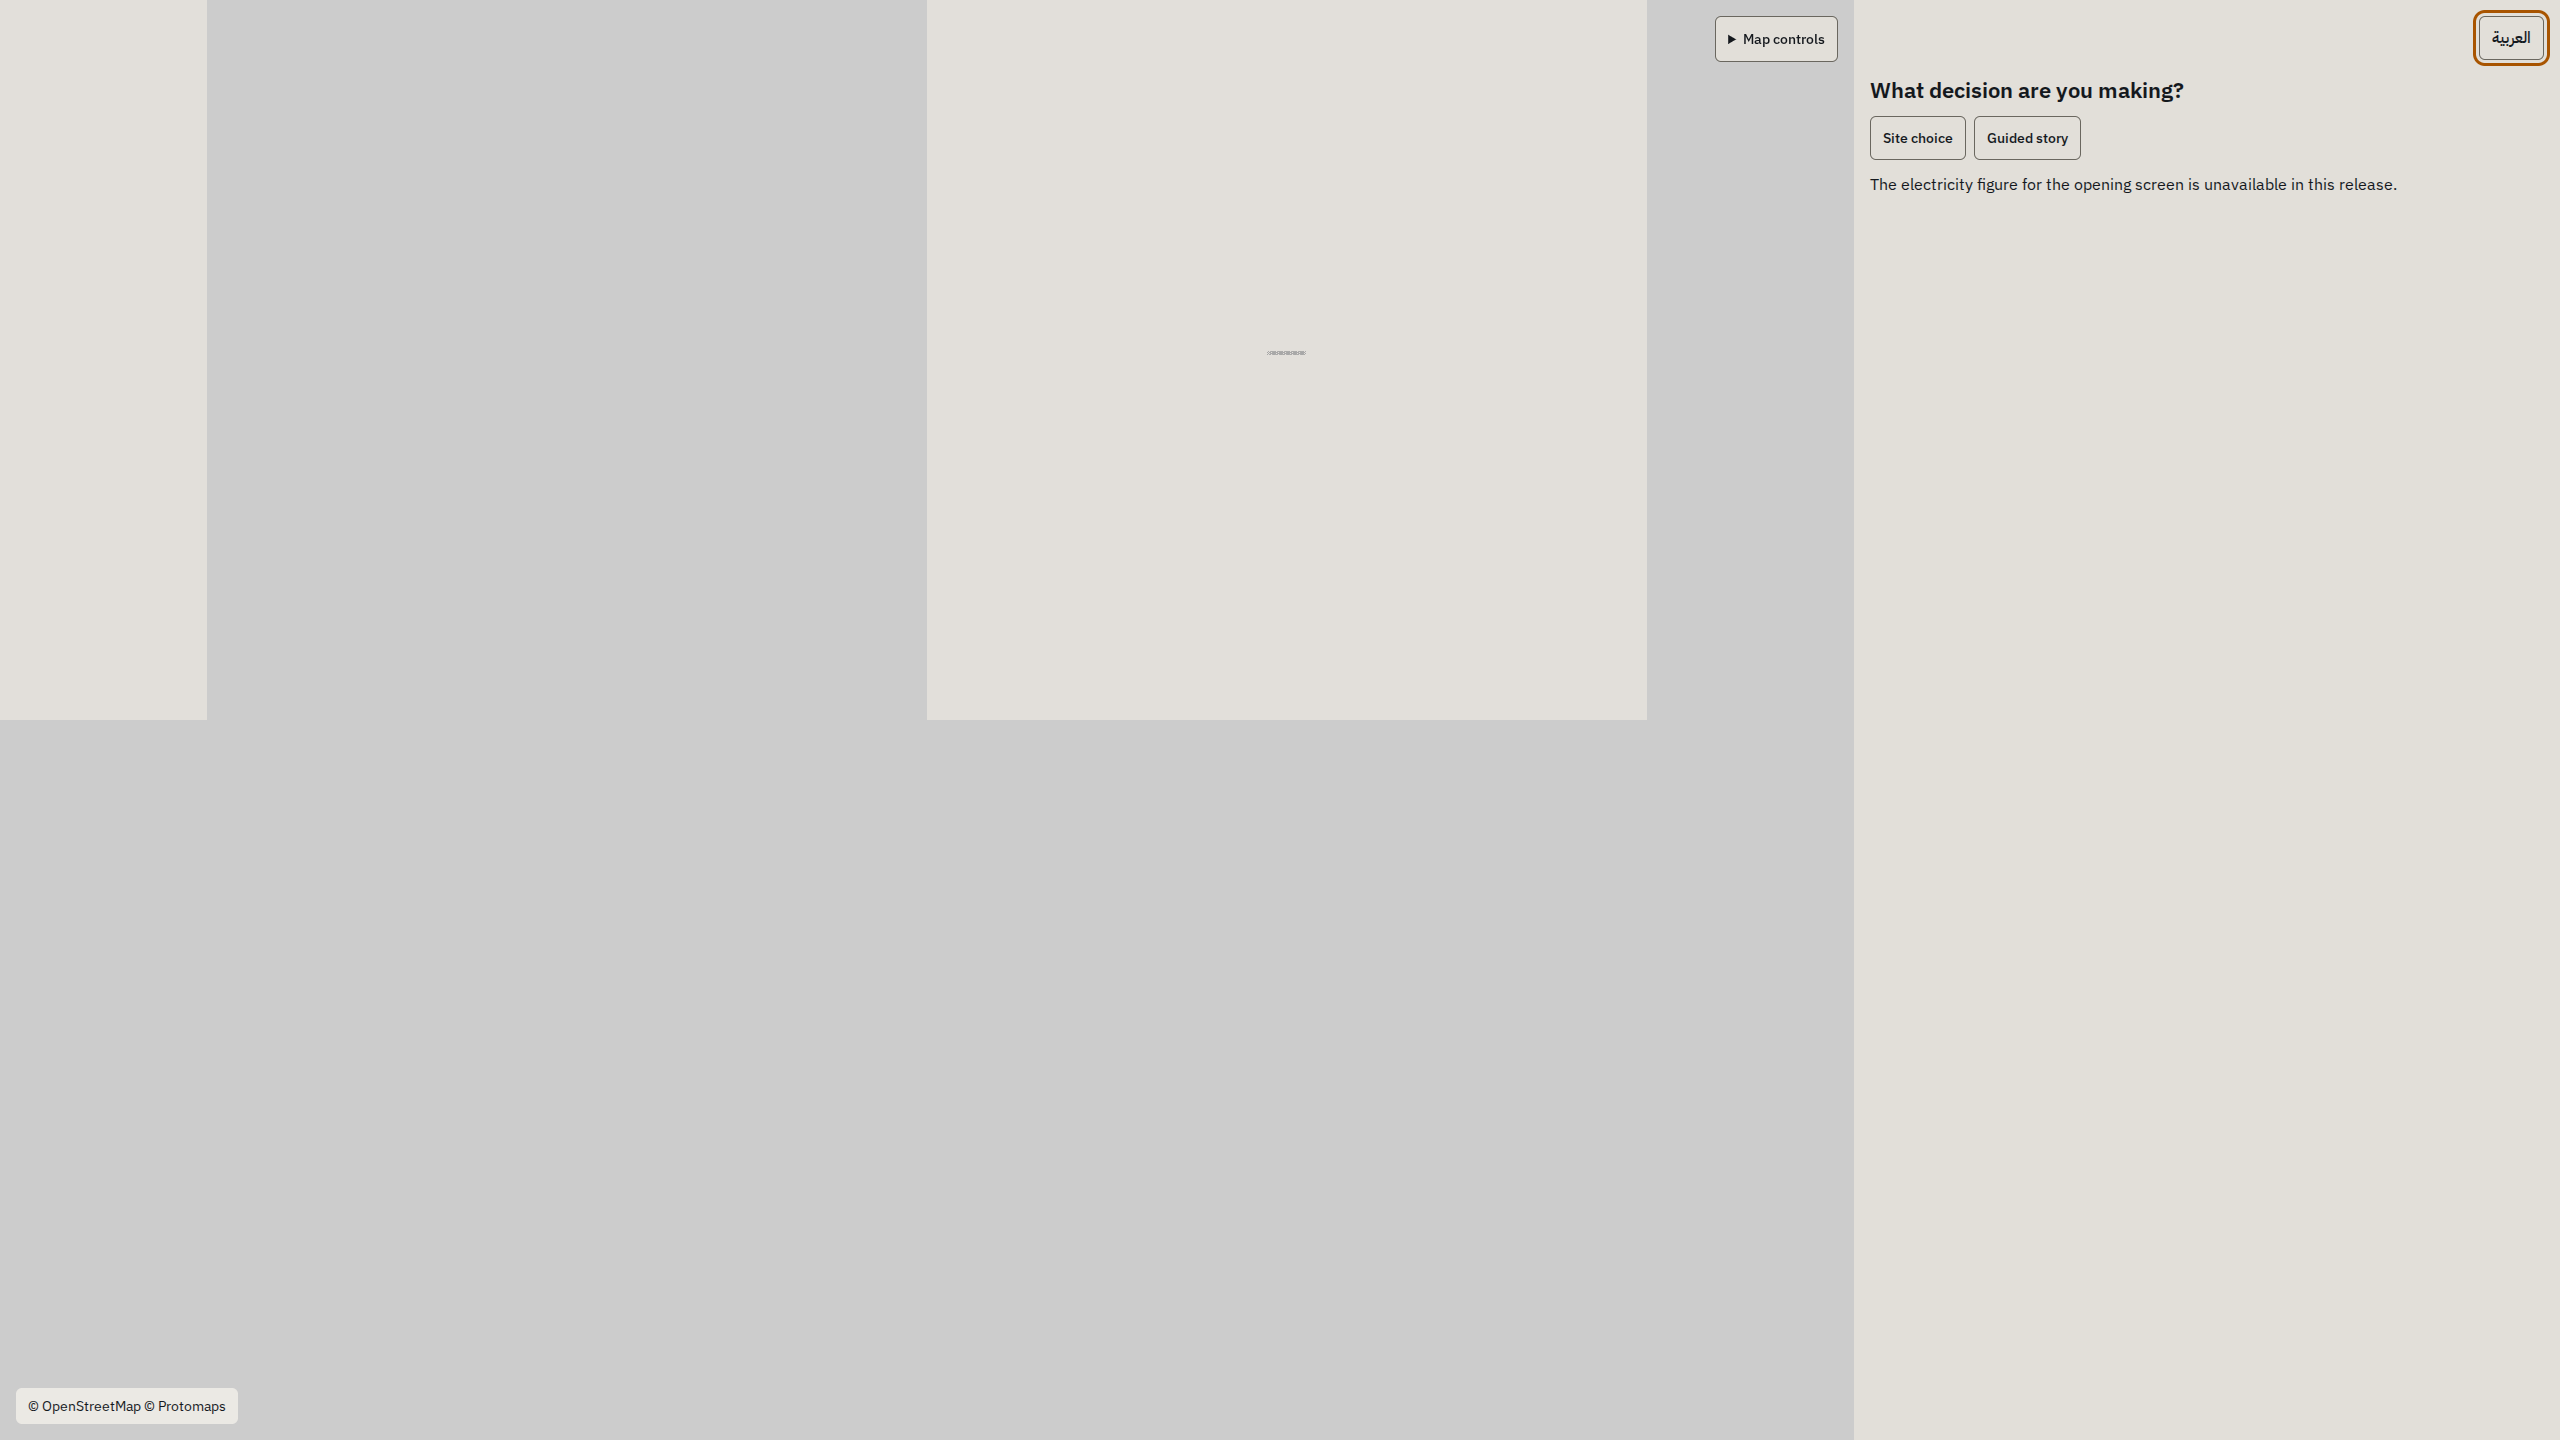 ▶ Map controls
العربية
What decision are you making?
Site choice
Guided story
The electricity figure for the opening screen is unavailable in this release.
© OpenStreetMap © Protomaps